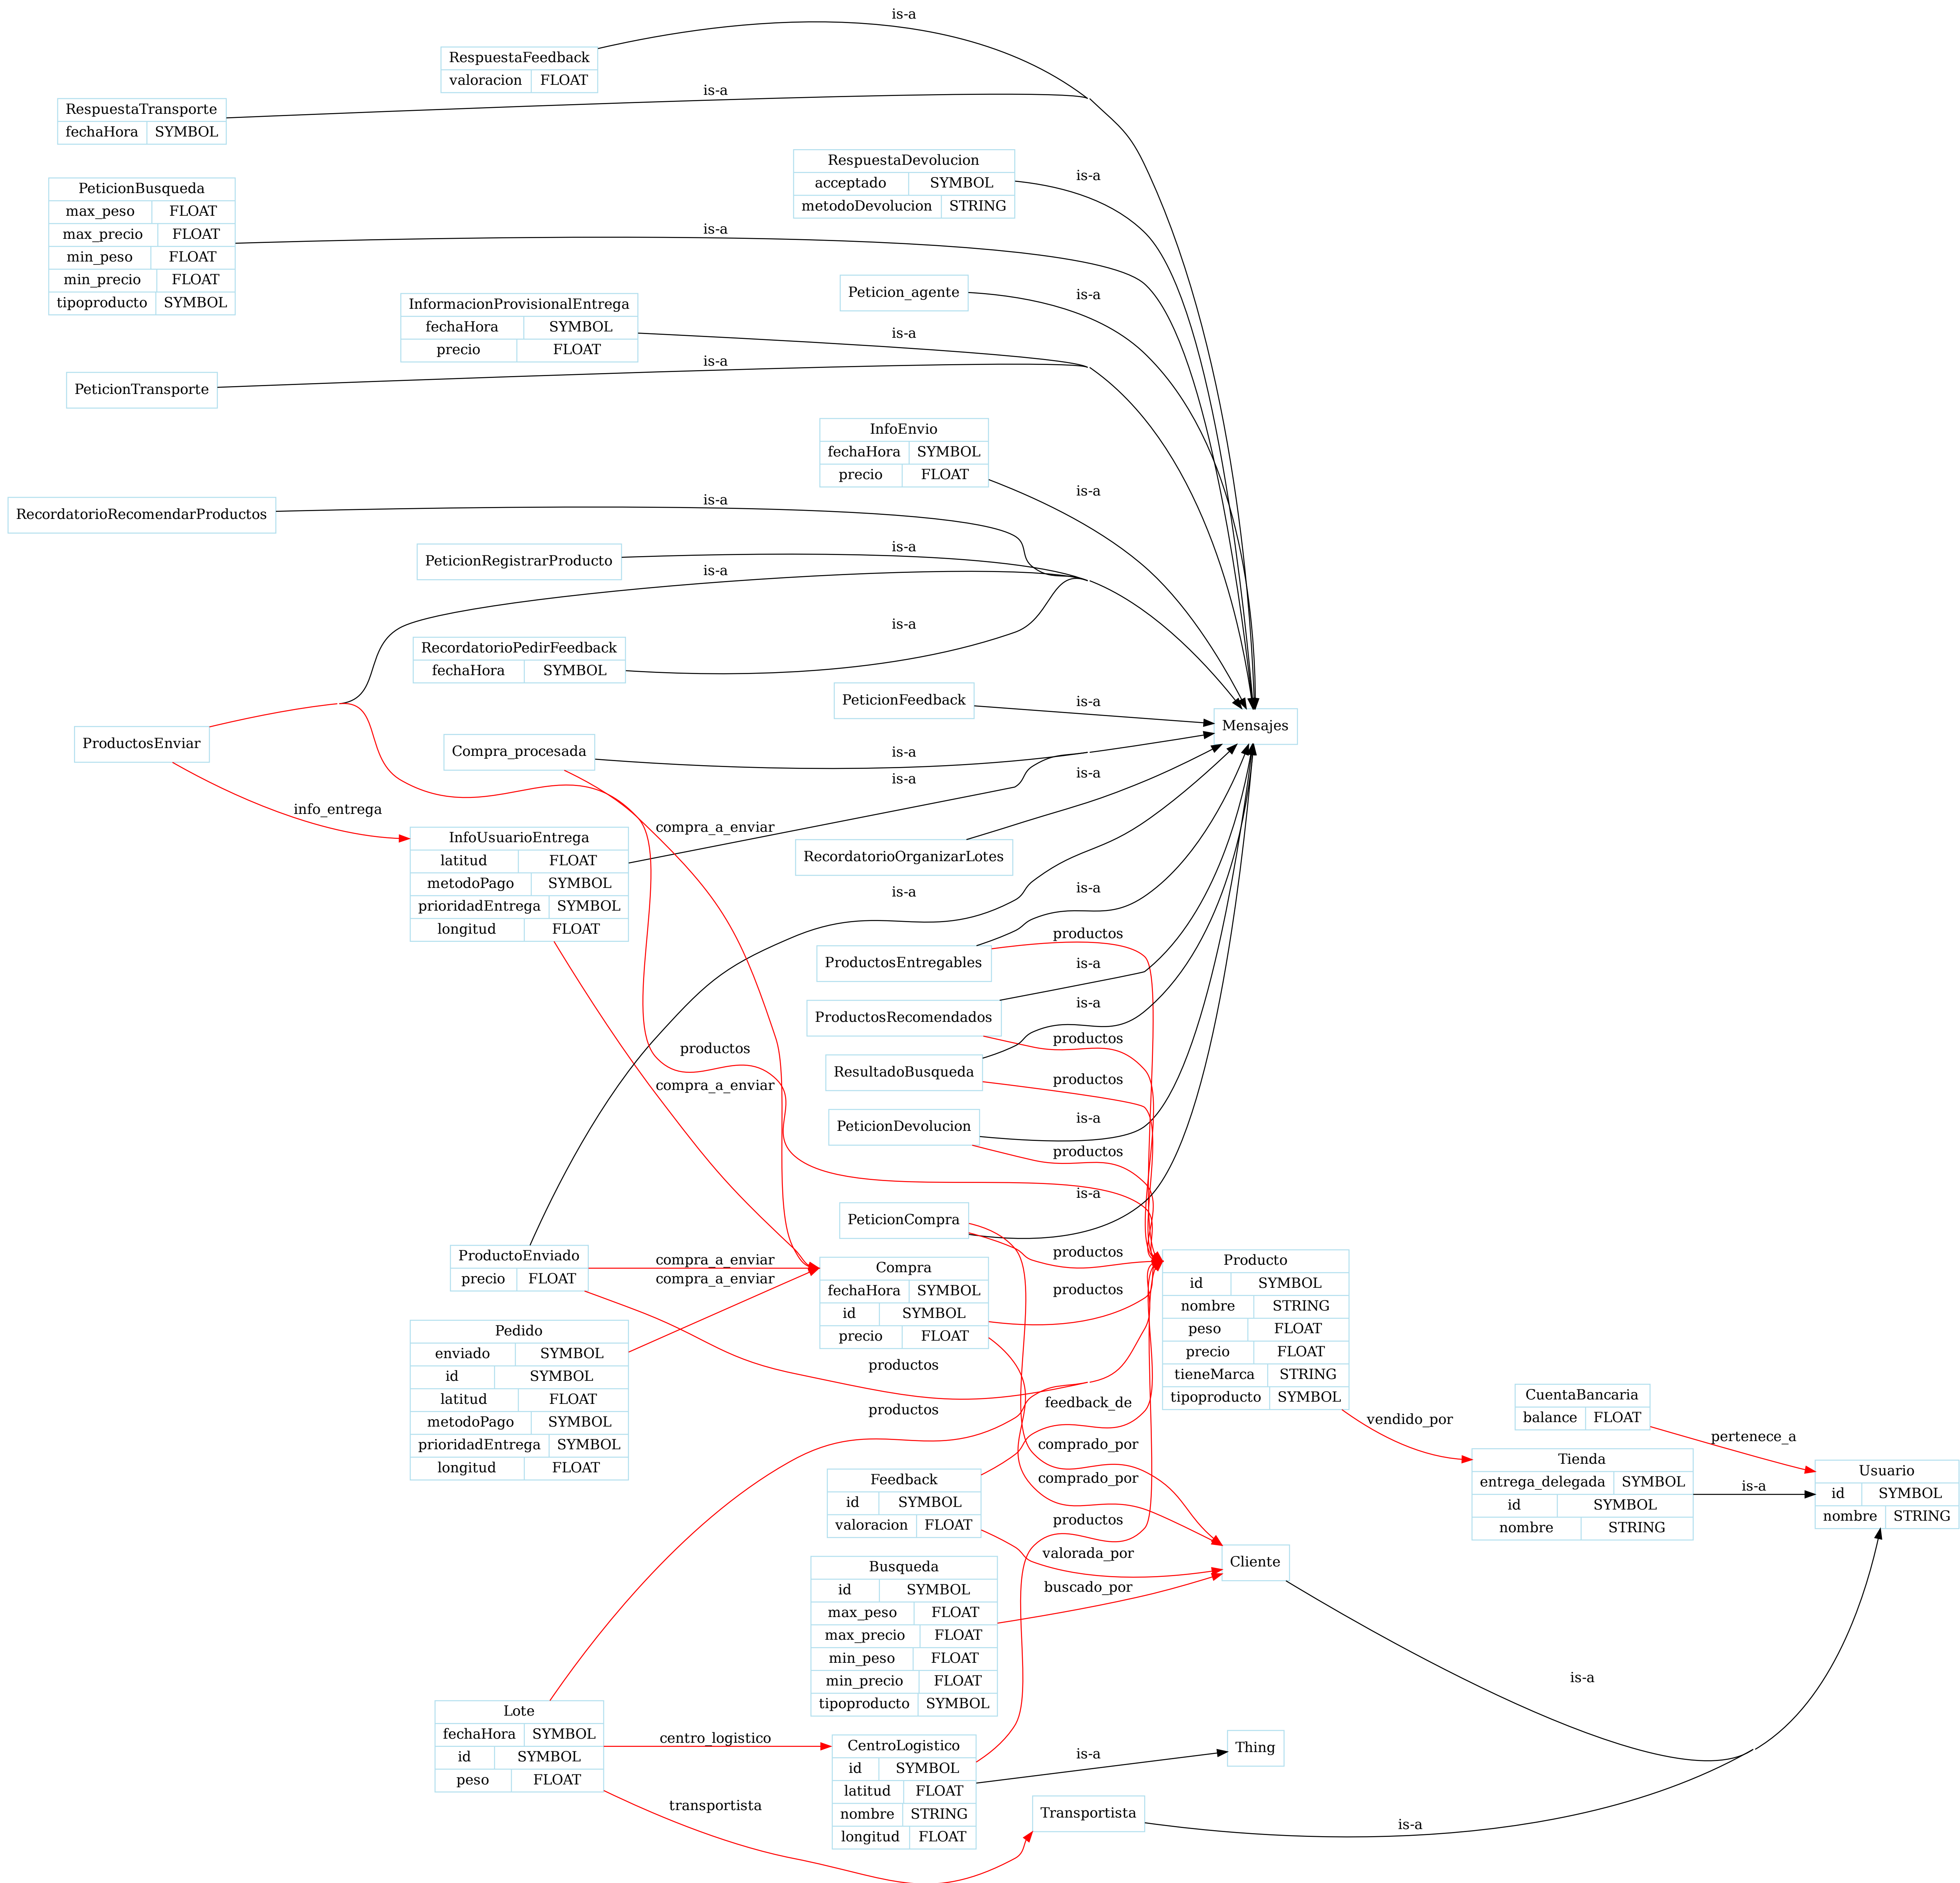 is-a
RespuestaFeedback
valoracion FLOAT
is-a
RespuestaTransporte
fechaHora SYMBOL
RespuestaDevolucion
acceptado SYMBOL
metodoDevolucion STRING
is-a
PeticionBusqueda
max_peso FLOAT
max_precio FLOAT
min_peso FLOAT
min_precio FLOAT
tipoproducto SYMBOL
is-a
Peticion_agente
is-a
InformacionProvisionalEntrega
fechaHora SYMBOL
precio FLOAT
is-a
is-a
PeticionTransporte
InfoEnvio
fechaHora SYMBOL
precio FLOAT
is-a
RecordatorioRecomendarProductos
is-a
PeticionRegistrarProducto
is-a
is-a
is-a
RecordatorioPedirFeedback
fechaHora SYMBOL
PeticionFeedback
is-a
Mensajes
ProductosEnviar
Compra_procesada
is-a
is-a
is-a
info_entrega
compra_a_enviar
InfoUsuarioEntrega
latitud FLOAT
metodoPago SYMBOL
prioridadEntrega SYMBOL
longitud FLOAT
RecordatorioOrganizarLotes
is-a
is-a
productos
ProductosEntregables
is-a
ProductosRecomendados
is-a
productos
productos
ResultadoBusqueda
productos
compra_a_enviar
PeticionDevolucion
is-a
productos
is-a
PeticionCompra
productos
ProductoEnviado
precio FLOAT
compra_a_enviar
compra_a_enviar
Compra
fechaHora SYMBOL
id SYMBOL
precio FLOAT
productos
Producto
id SYMBOL
nombre STRING
peso FLOAT
precio FLOAT
tieneMarca STRING
tipoproducto SYMBOL
Pedido
enviado SYMBOL
id SYMBOL
latitud FLOAT
metodoPago SYMBOL
prioridadEntrega SYMBOL
longitud FLOAT
productos
productos
feedback_de
comprado_por
comprado_por
vendido_por
CuentaBancaria
balance FLOAT
pertenece_a
Tienda
entrega_delegada SYMBOL
id SYMBOL
nombre STRING
is-a
Usuario
id SYMBOL
nombre STRING
Feedback
id SYMBOL
valoracion FLOAT
productos
valorada_por
Cliente
Busqueda
id SYMBOL
max_peso FLOAT
max_precio FLOAT
min_peso FLOAT
min_precio FLOAT
tipoproducto SYMBOL
buscado_por
is-a
Lote
fechaHora SYMBOL
id SYMBOL
peso FLOAT
centro_logistico
CentroLogistico
id SYMBOL
latitud FLOAT
nombre STRING
longitud FLOAT
is-a
Thing
transportista
Transportista
is-a